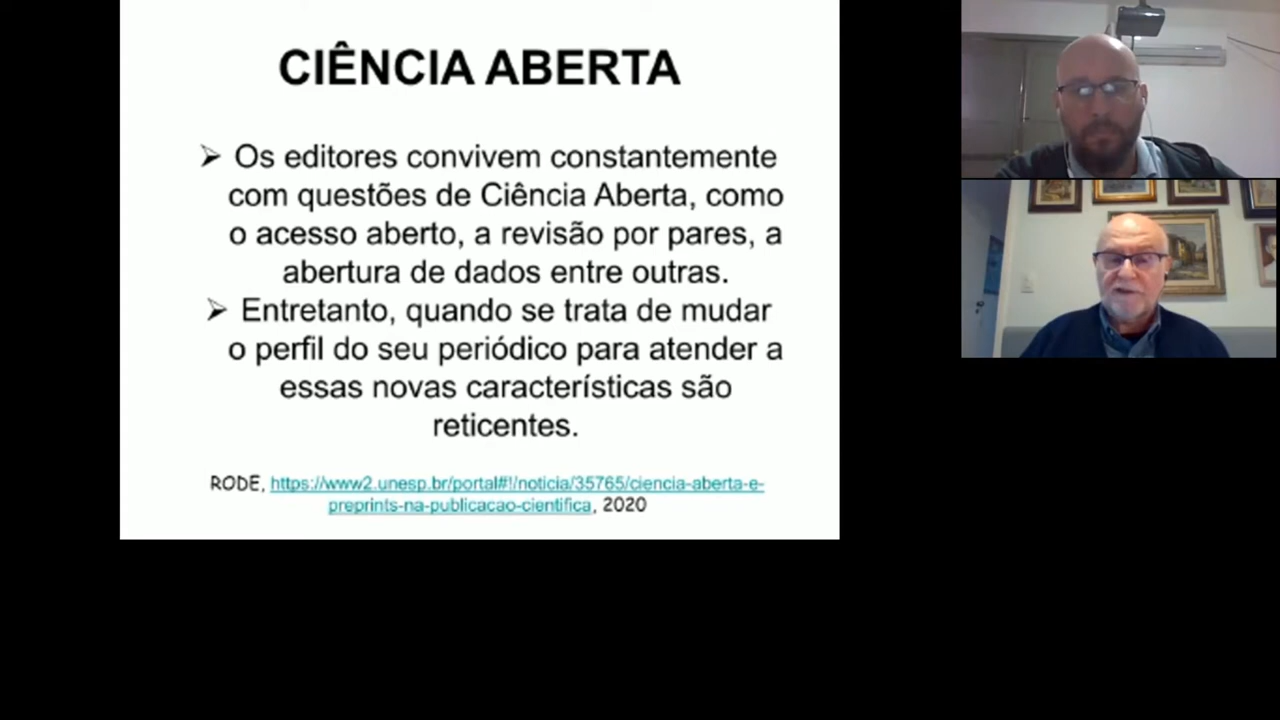 CIÊNCIA ABERTA
➢ Os editores convivem constantemente
com questões de Ciência Aberta, como
o acesso aberto, a revisão por pares, a
abertura de dados entre outras.
➢ Entretanto, quando se trata de mudar
o perfil do seu periódico para atender a
essas novas características são
reticentes.
RODE, https://www2.unesp.br/portal#!/noticia/35765/ciencia-aberta-e-
preprints-na-publicacao-cientifica, 2020